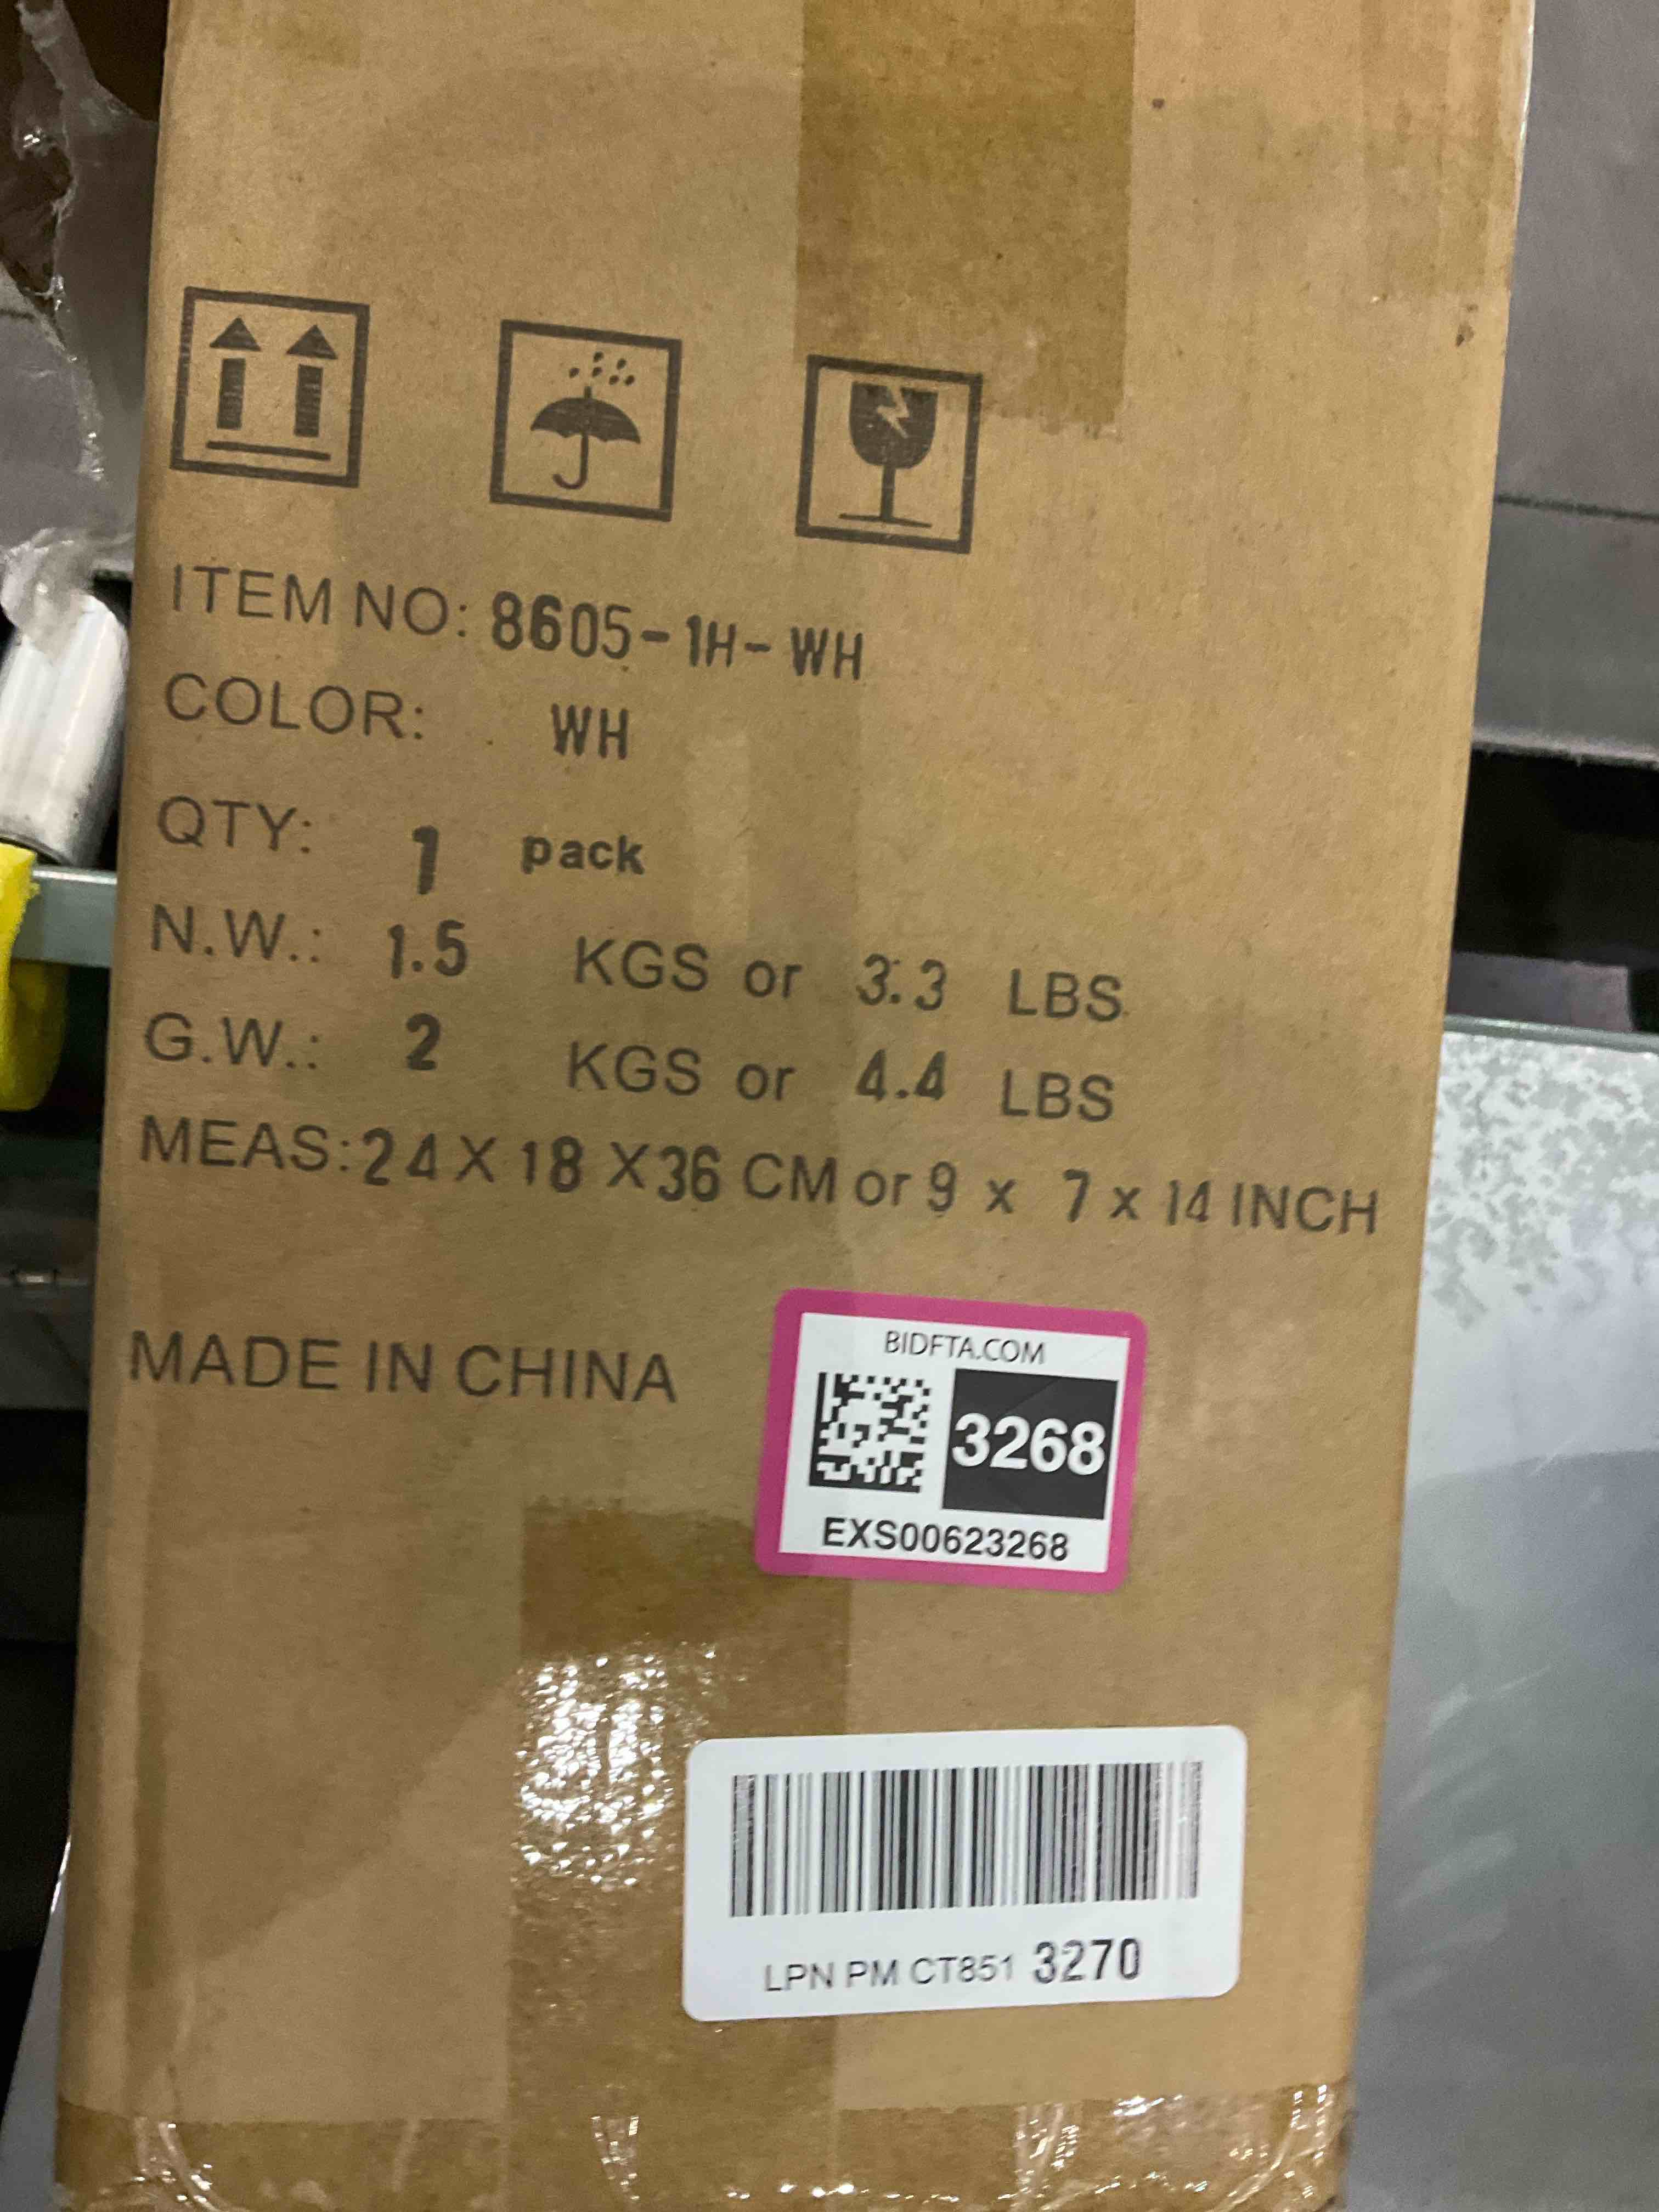 ITEM NO: 8605-1H-WH
COLOR: WH
QTY: 1 pack
N.W.: 1.5 KGS or 3.3 LBS
G.W.: 2 KGS or 4.4 LBS
MEAS: 24 X 18 X 36 CM or 9 x 7 x 14 INCH
MADE IN CHINA
BIDFTA.COM
3268
EXS00623268
LPN PM CT851 3270